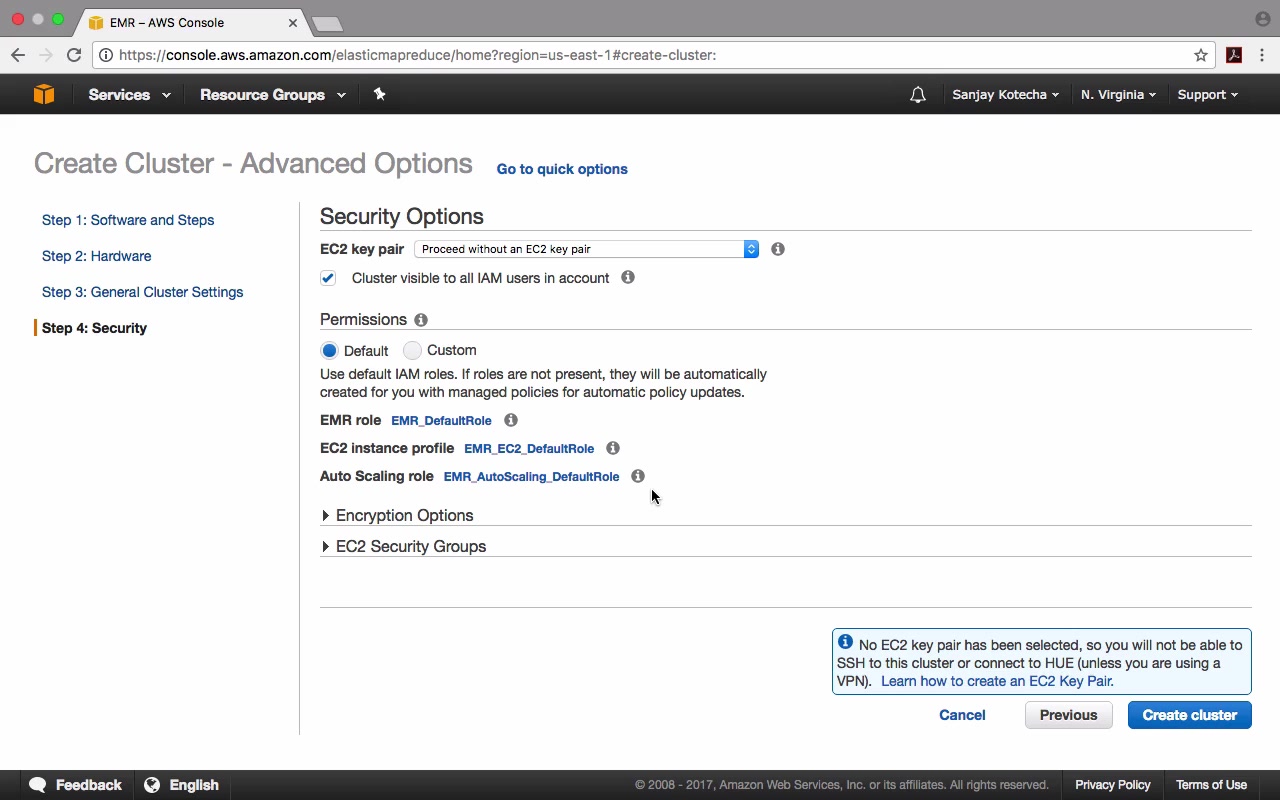 EMR – AWS Console
https://console.aws.amazon.com/elasticmapreduce/home?region=us-east-1#create-cluster:
Services Resource Groups Sanjay Kotecha N. Virginia Support
Create Cluster - Advanced Options Go to quick options
Step 1: Software and Steps
Step 2: Hardware
Step 3: General Cluster Settings
Step 4: Security
Security Options
EC2 key pair Proceed without an EC2 key pair
Cluster visible to all IAM users in account
Permissions
Default Custom
Use default IAM roles. If roles are not present, they will be automatically
created for you with managed policies for automatic policy updates.
EMR role EMR_DefaultRole
EC2 instance profile EMR_EC2_DefaultRole
Auto Scaling role EMR_AutoScaling_DefaultRole
Encryption Options
EC2 Security Groups
No EC2 key pair has been selected, so you will not be able to
SSH to this cluster or connect to HUE (unless you are using a
VPN). Learn how to create an EC2 Key Pair.
Cancel Previous Create cluster
Feedback English © 2008 - 2017, Amazon Web Services, Inc. or its affiliates. All rights reserved. Privacy Policy Terms of Use